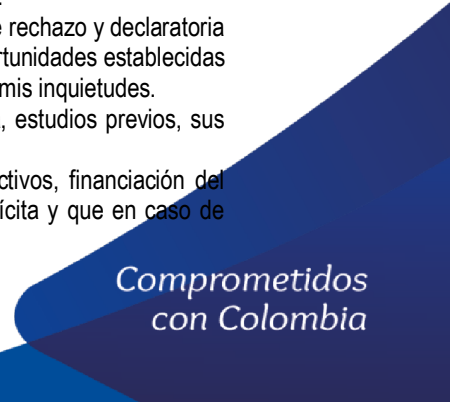 e rechazo y declaratoria
rtunidades establecidas
mis inquietudes.
, estudios previos, sus
ctivos, financiación del
ícita y que en caso de
Comprometidos
con Colombia